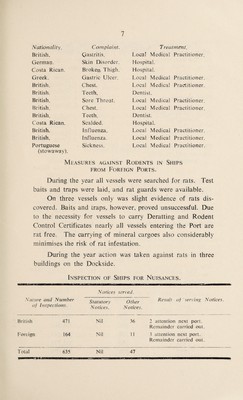 7
Nationality. Complaint. Treatment.
British. Gastritis. Local Medical Practitioner.
German. Skin Disorder. Hospital.
Costa Rican. Broken Thigh. Hospital.
Greek. Gastric Ulcer. Local Medical Practitioner.
British. Chest. Local Medical Practitioner.
British. Teeth. Dentist.
British. Sore Throat. Local Medical Practitioner.
British. Chest. Local Medical Practitioner.
British. Teeth. Dentist.
Costa Rican. Scalded. Hospital.
British. Influenza. Local Medical Practitioner.
British. Influenza. Local Medical Practitioner.
Portuguese Sickness. Local Medical Practitioner.
(stowaway).
MEASURES AGAINST RODENTS IN SHIPS
FROM FOREIGN PORTS.
During the year all vessels were searched for rats. Test
baits and traps were laid, and rat guards were available.
On three vessels only was slight evidence of rats dis-
covered. Baits and traps, however, proved unsuccessful. Due
to the necessity for vessels to carry Deratting and Rodent
Control Certificates nearly all vessels entering the Port are
rat free. The carrying of mineral cargoes also considerably
minimises the risk of rat infestation.
During the year action was taken against rats in three
buildings on the Dockside.
INSPECTION OF SHIPS FOR NUISANCES.
Notices served.
Nature and Number of Inspections. Statutory Notices. Other Notices. Result of serving Notices.
British 471 Nil 36 2 attention next port.
Remainder carried out.
Foreign 164 Nil 11 3 attention next port.
Remainder carried out.
Total 635 Nil 47